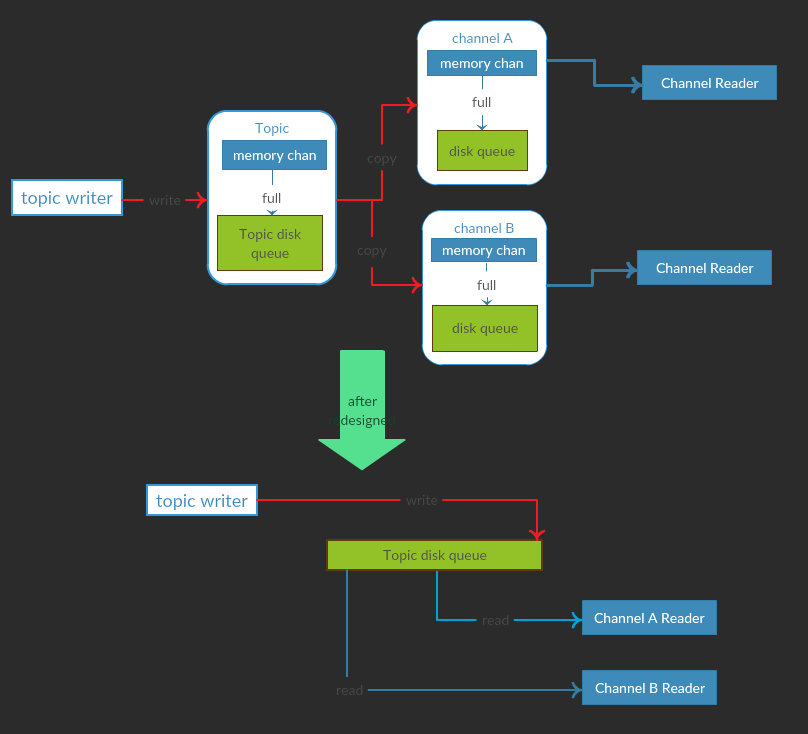 channel A
memory chan
full
disk queue
Channel Reader
Topic
memory chan
full
Topic disk
queue
topic writer
write
copy
copy
channel B
memory chan
full
disk queue
Channel Reader
after
designed
topic writer
write
Topic disk queue
read
Channel A Reader
read
Channel B Reader